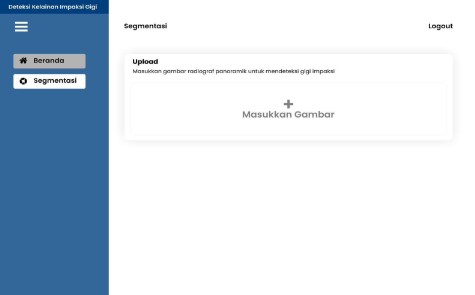 Deteksi Kelainan Impaksi Gigi
Segmentasi
Logout
Beranda
Segmentasi
Upload
Masukkan gambar radiograf panoramik untuk mendeteksi gigi impaksi
Masukkan Gambar